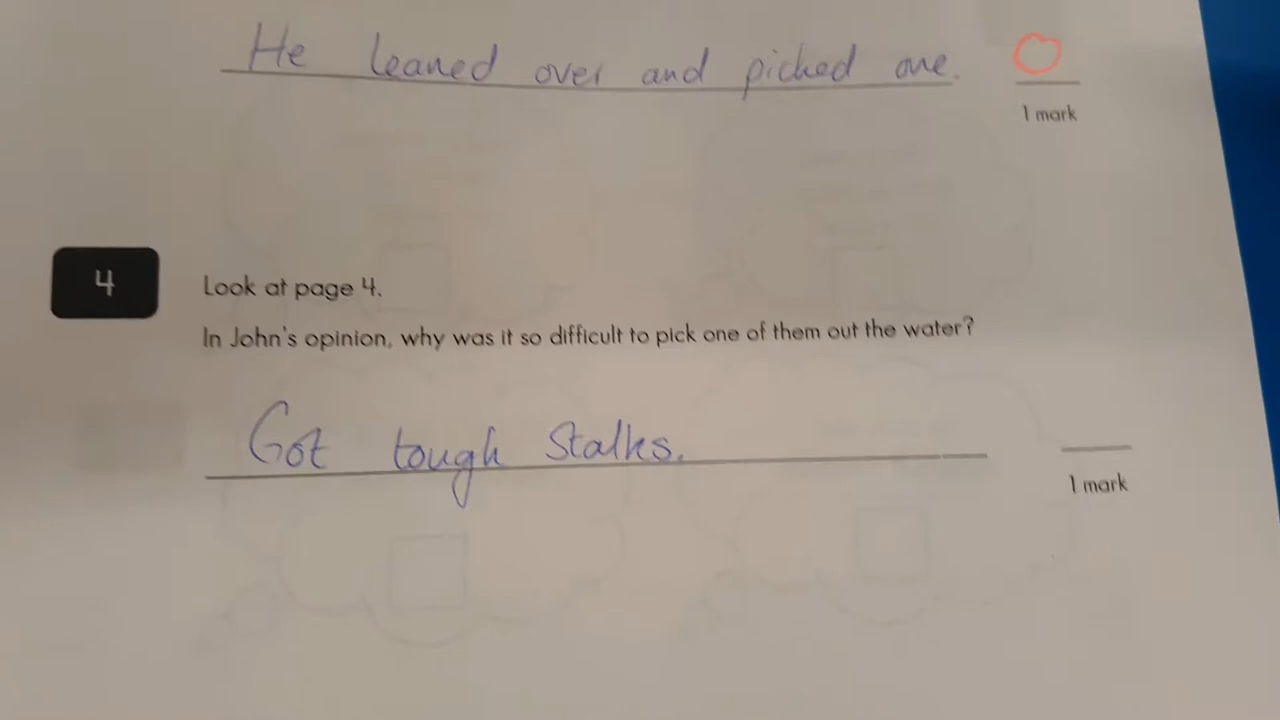 He leaned over and picked one.
1 mark
4
Look at page 4.
In John's opinion, why was it so difficult to pick one of them out the water?
Got tough Stalks.
1 mark